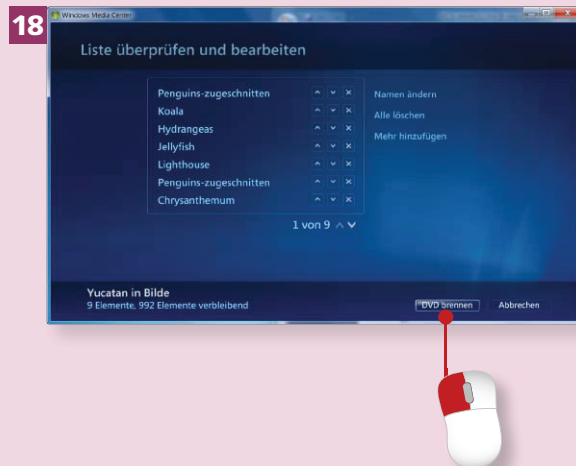 18
Windows Media Center
Liste überprüfen und bearbeiten
Penguins-zugeschnitten
Koala
Hydrangeas
Jellyfish
Lighthouse
Penguins-zugeschnitten
Chrysanthemum
1 von 9
Namen ändern
Alle löschen
Mehr hinzufügen
Yucatan in Bilde
9 Elemente, 992 Elemente verbleibend
DVD brennen
Abbrechen